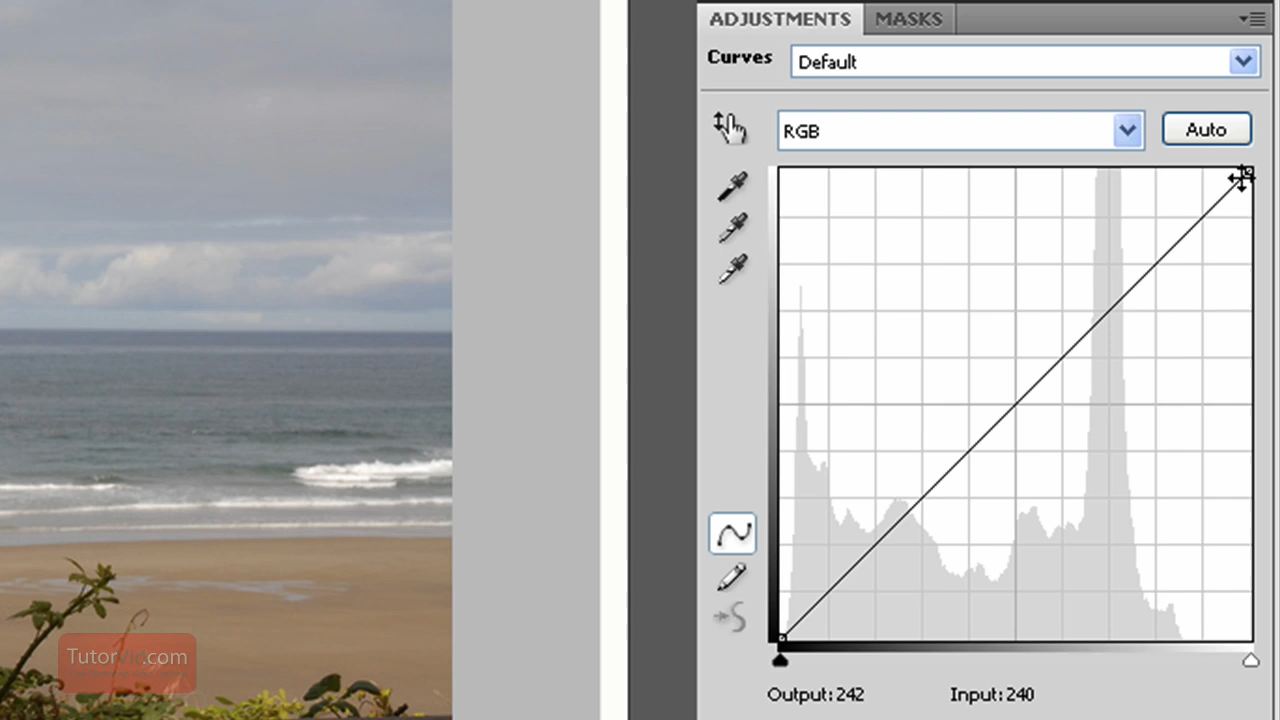 ADJUSTMENTS MASKS
Curves Default
RGB Auto
Output: 242 Input: 240
TutorVid.com